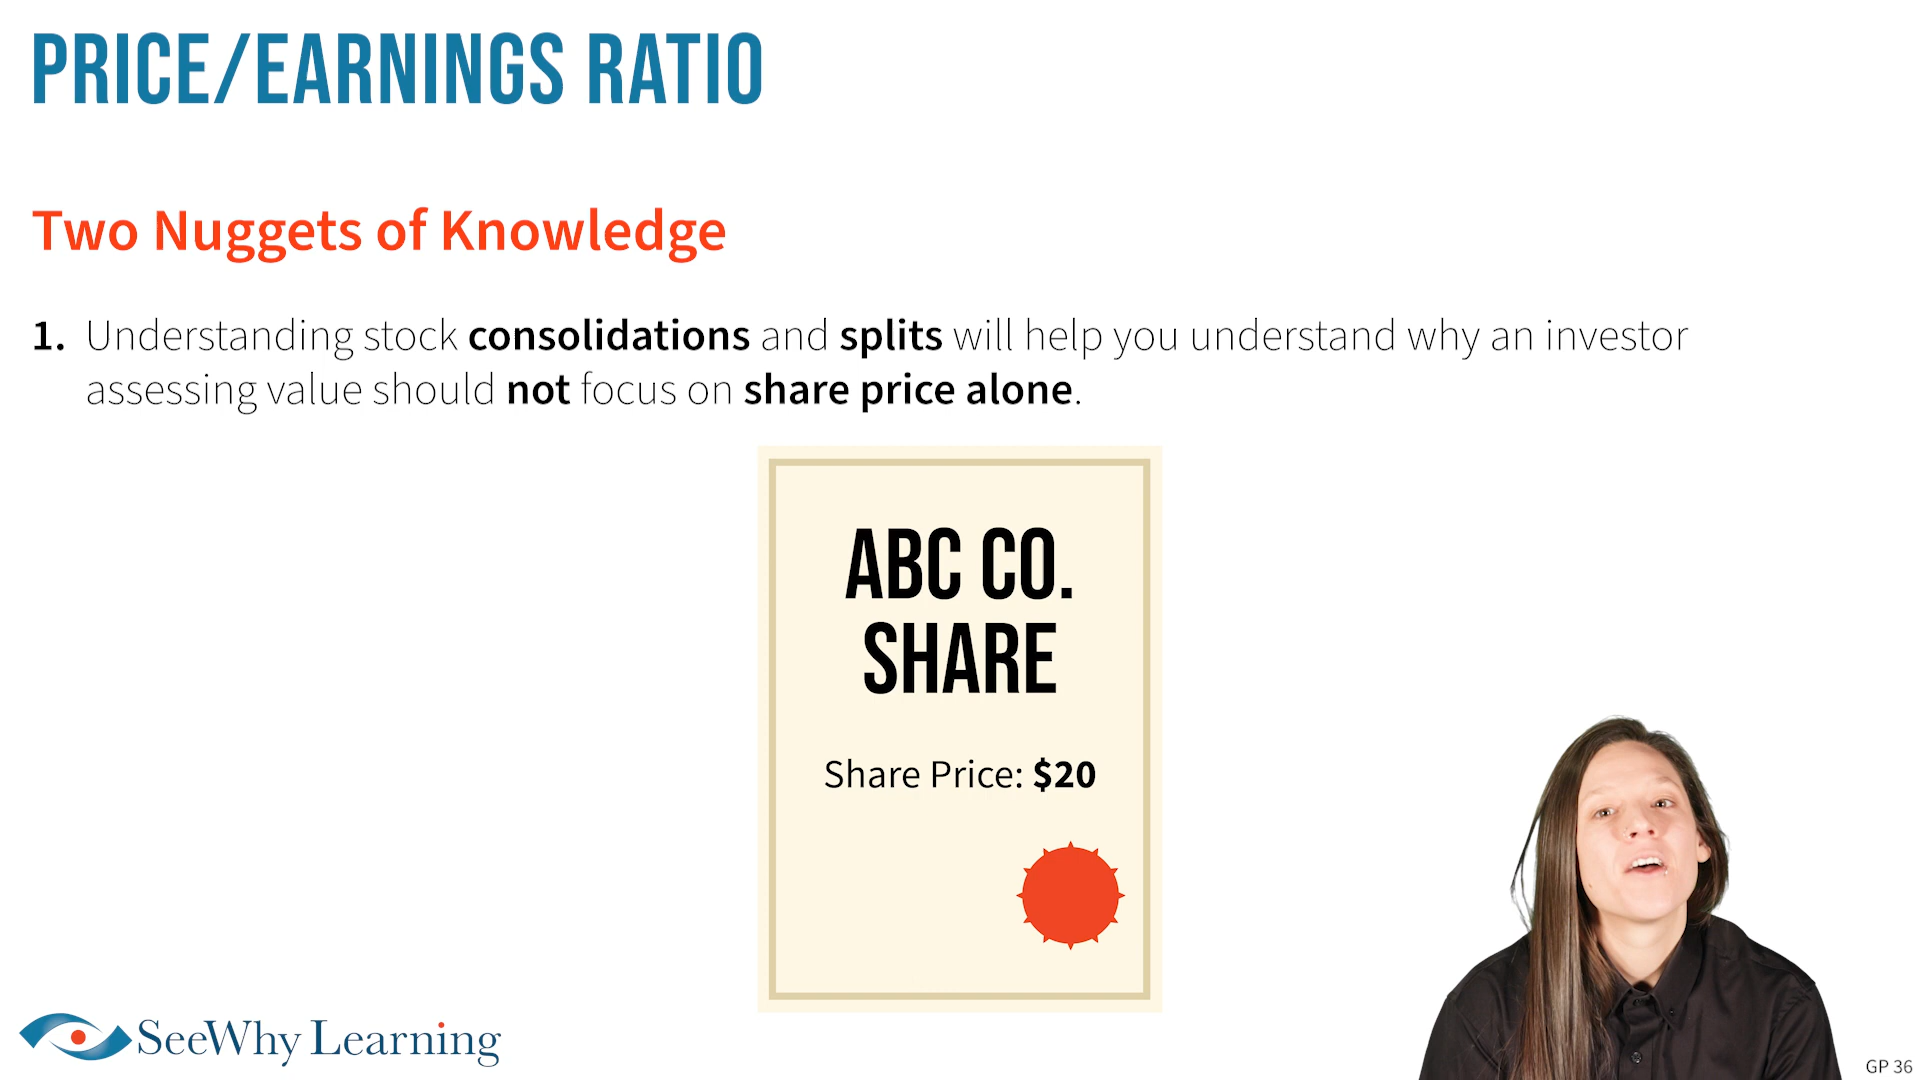 PRICE/EARNINGS RATIO
Two Nuggets of Knowledge
1. Understanding stock consolidations and splits will help you understand why an investor
assessing value should not focus on share price alone.
ABC CO.
SHARE
Share Price: $20
SeeWhy Learning
GP 36